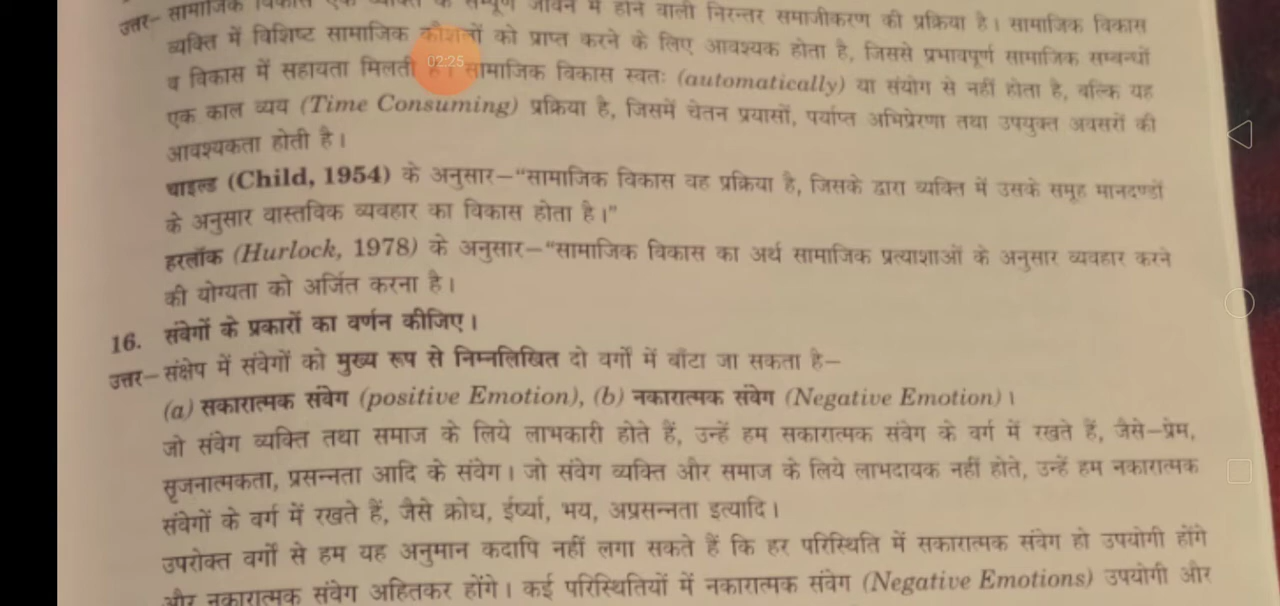 उत्तर– सामाजिक विकास एक व्यक्ति के सम्पूर्ण जीवन में होने वाली निरन्तर समाजीकरण की प्रक्रिया है। सामाजिक विकास
व्यक्ति में विशिष्ट सामाजिक कौशलों को प्राप्त करने के लिए आवश्यक होता है, जिससे प्रभावपूर्ण सामाजिक सम्बन्धों
व विकास में सहायता मिलती है। सामाजिक विकास स्वतः (automatically) या संयोग से नहीं होता है, बल्कि यह
02:25
एक काल व्यय (Time Consuming) प्रक्रिया है, जिसमें चेतन प्रयासों, पर्याप्त अभिप्रेरणा तथा उपयुक्त अवसरों की
आवश्यकता होती है।
चाइल्ड (Child, 1954) के अनुसार–“सामाजिक विकास वह प्रक्रिया है, जिसके द्वारा व्यक्ति में उसके समूह मानदण्डों
के अनुसार वास्तविक व्यवहार का विकास होता है।”
हरलॉक (Hurlock, 1978) के अनुसार–“सामाजिक विकास का अर्थ सामाजिक प्रत्याशाओं के अनुसार व्यवहार करने
की योग्यता को अर्जित करना है।
16. संवेगों के प्रकारों का वर्णन कीजिए।
उत्तर– संक्षेप में संवेगों को मुख्य रूप से निम्नलिखित दो वर्गों में बाँटा जा सकता है–
(a) सकारात्मक संवेग (positive Emotion), (b) नकारात्मक संवेग (Negative Emotion)।
जो संवेग व्यक्ति तथा समाज के लिये लाभकारी होते हैं, उन्हें हम सकारात्मक संवेग के वर्ग में रखते हैं, जैसे–प्रेम,
सृजनात्मकता, प्रसन्नता आदि के संवेग। जो संवेग व्यक्ति और समाज के लिये लाभदायक नहीं होते, उन्हें हम नकारात्मक
संवेगों के वर्ग में रखते हैं, जैसे क्रोध, ईर्ष्या, भय, अप्रसन्नता इत्यादि।
उपरोक्त वर्गों से हम यह अनुमान कदापि नहीं लगा सकते हैं कि हर परिस्थिति में सकारात्मक संवेग हो उपयोगी होंगे
और नकारात्मक संवेग अहितकर होंगे। कई परिस्थितियों में नकारात्मक संवेग (Negative Emotions) उपयोगी और